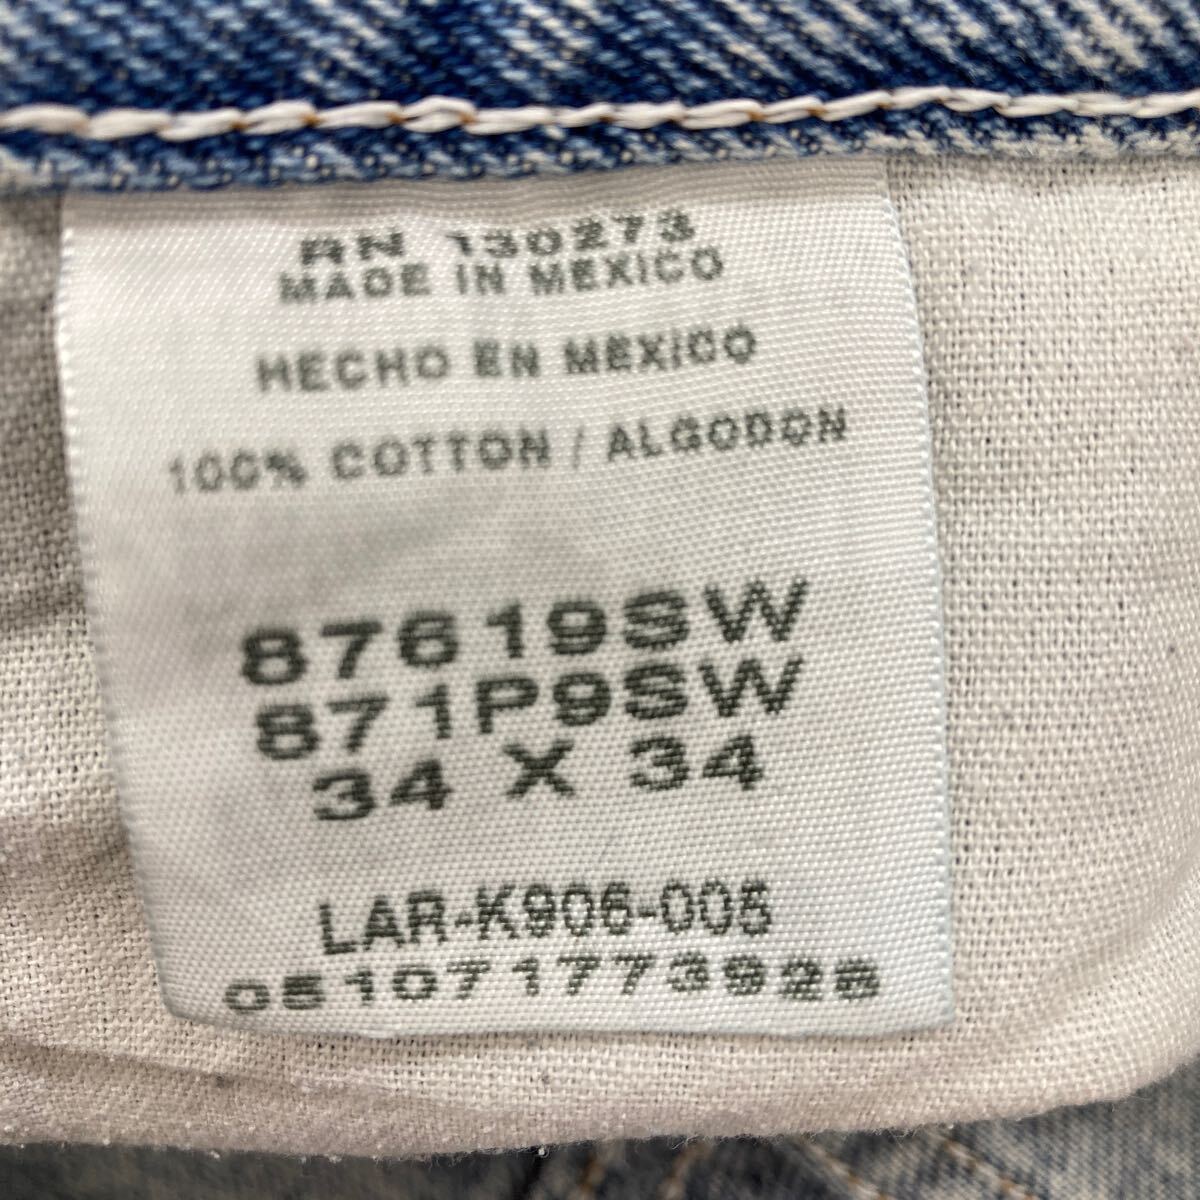 RN 130273
MADE IN MEXICO
HECHO EN MEXICO
100% COTTON / ALGODON
87619SW
871P9SW
34 X 34
LAR-K906-005
051071773928